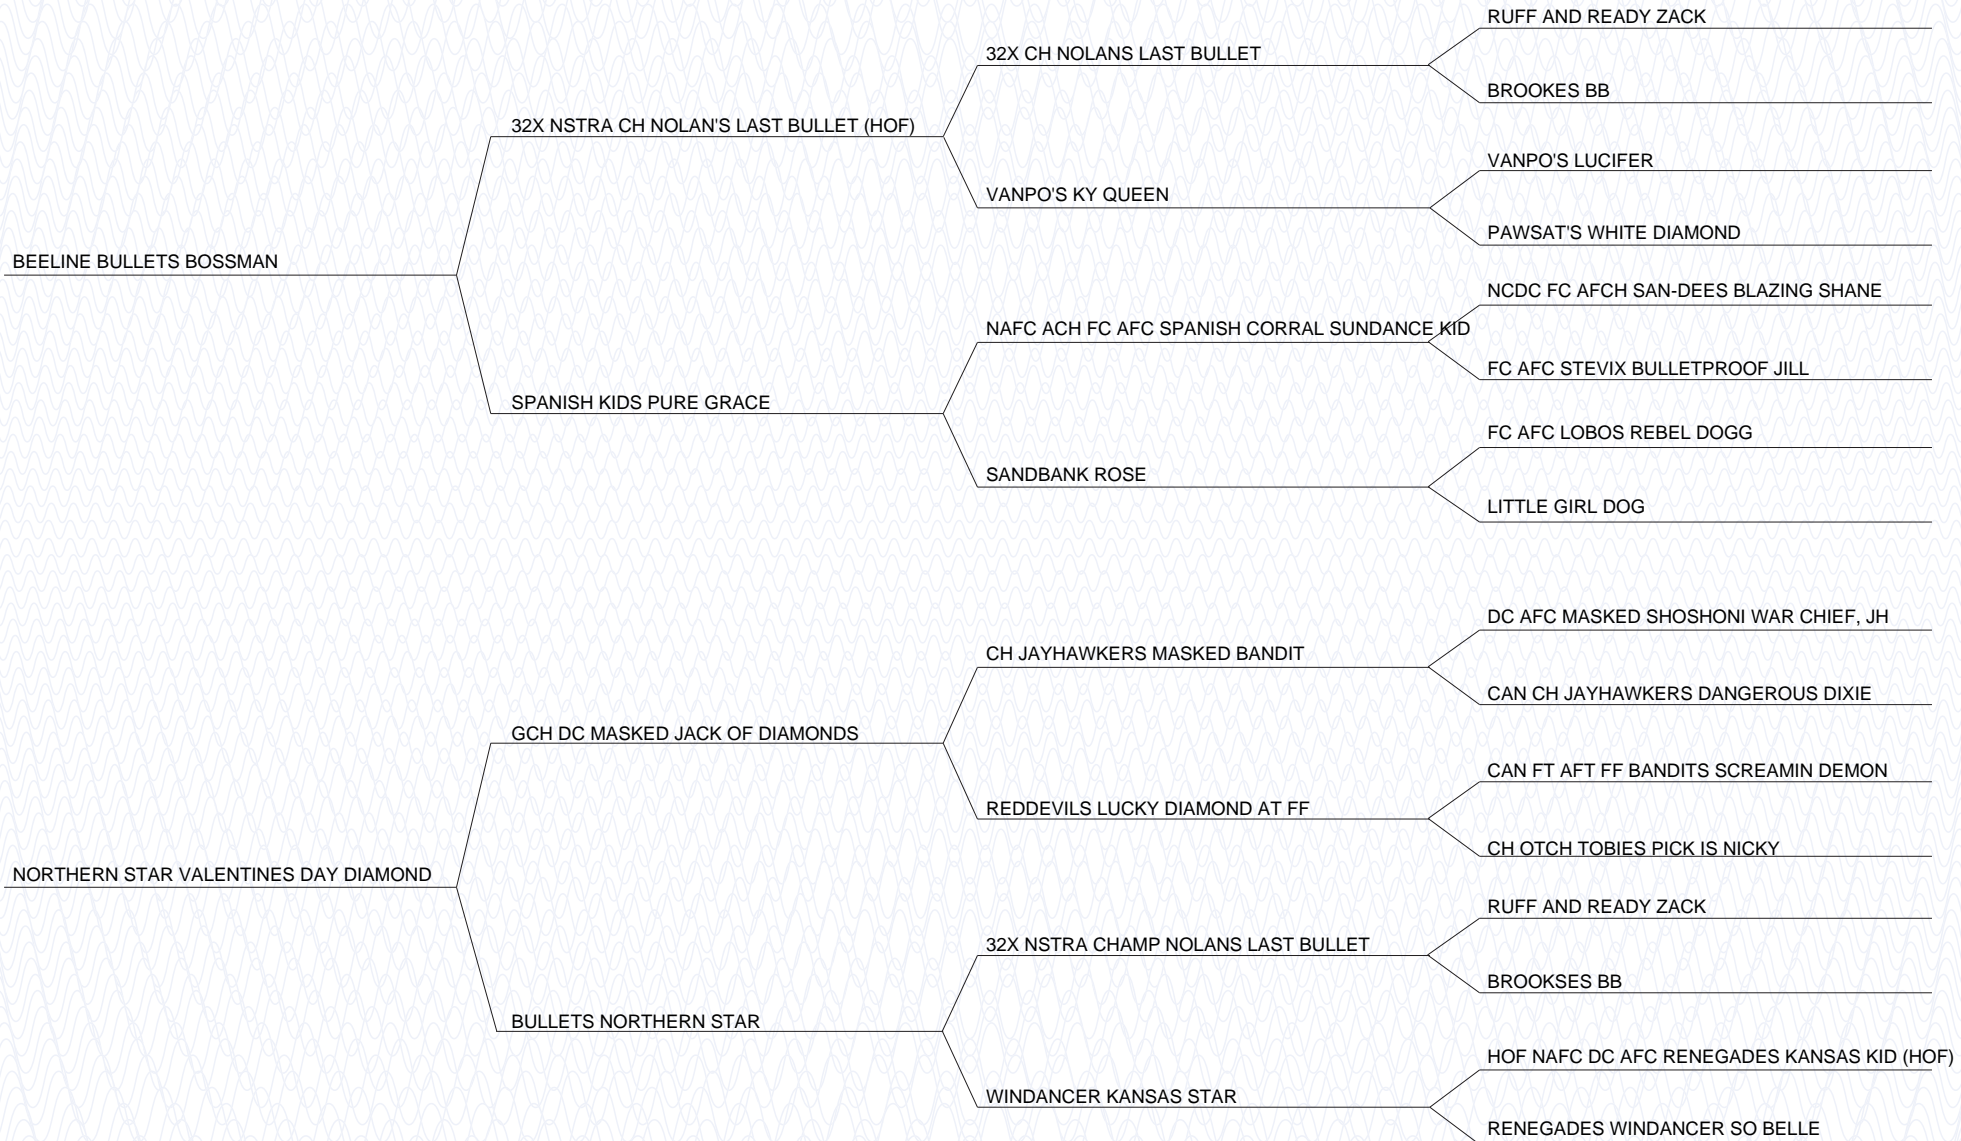 RUFF AND READY ZACK
32X CH NOLANS LAST BULLET
BROOKES BB
32X NSTRA CH NOLAN'S LAST BULLET (HOF)
VANPO'S LUCIFER
VANPO'S KY QUEEN
PAWSAT'S WHITE DIAMOND
BEELINE BULLETS BOSSMAN
NCDC FC AFCH SAN-DEES BLAZING SHANE
NAFC ACH FC AFC SPANISH CORRAL SUNDANCE KID
FC AFC STEVIX BULLETPROOF JILL
SPANISH KIDS PURE GRACE
FC AFC LOBOS REBEL DOGG
SANDBANK ROSE
LITTLE GIRL DOG
DC AFC MASKED SHOSHONI WAR CHIEF, JH
CH JAYHAWKERS MASKED BANDIT
CAN CH JAYHAWKERS DANGEROUS DIXIE
GCH DC MASKED JACK OF DIAMONDS
CAN FT AFT FF BANDITS SCREAMIN DEMON
REDDEVILS LUCKY DIAMOND AT FF
CH OTCH TOBIES PICK IS NICKY
NORTHERN STAR VALENTINES DAY DIAMOND
RUFF AND READY ZACK
32X NSTRA CHAMP NOLANS LAST BULLET
BROOKSES BB
BULLETS NORTHERN STAR
HOF NAFC DC AFC RENEGADES KANSAS KID (HOF)
WINDANCER KANSAS STAR
RENEGADES WINDANCER SO BELLE